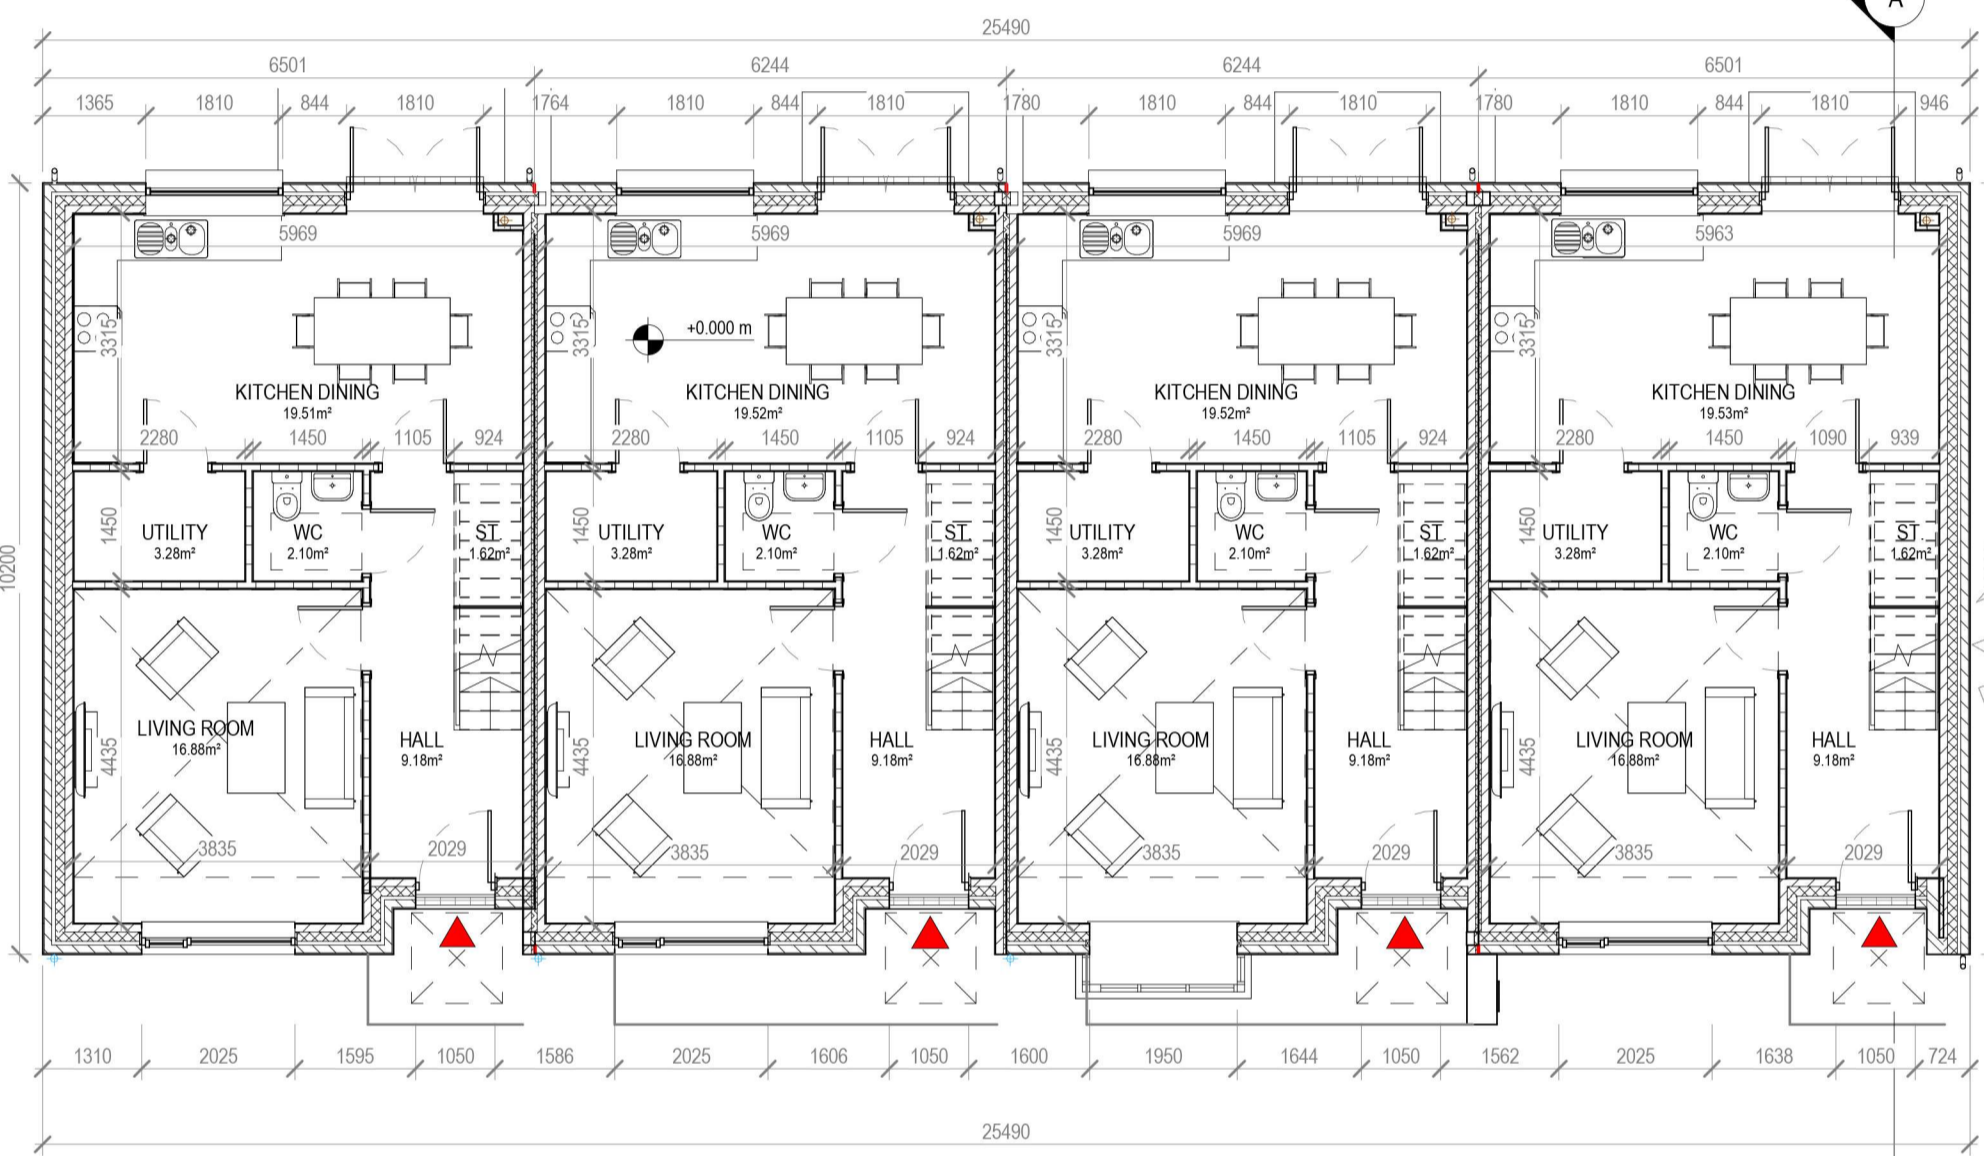 A
25490
6501 6244 6244 6501
1365 1810 844 1810 1764 1810 844 1810 1780 1810 844 1810 1780 1810 844 1810 946
5969 5969 5969 5963
3315 3315 3315 3315
+0.000 m
KITCHEN DINING KITCHEN DINING KITCHEN DINING KITCHEN DINING
19.51m² 19.52m² 19.52m² 19.53m²
2280 1450 1105 924 2280 1450 1105 924 2280 1450 1105 924 2280 1450 1090 939
10200
1450 1450 1450 1450
UTILITY WC ST. UTILITY WC ST. UTILITY WC ST. UTILITY WC ST.
3.28m² 2.10m² 1.62m² 3.28m² 2.10m² 1.62m² 3.28m² 2.10m² 1.62m² 3.28m² 2.10m² 1.62m²
LIVING ROOM HALL LIVING ROOM HALL LIVING ROOM HALL LIVING ROOM HALL
16.88m² 9.18m² 16.88m² 9.18m² 16.88m² 9.18m² 16.88m² 9.18m²
4435 4435 4435 4435
3835 2029 3835 2029 3835 2029 3835 2029
1310 2025 1595 1050 1586 2025 1606 1050 1600 1950 1644 1050 1562 2025 1638 1050 724
25490